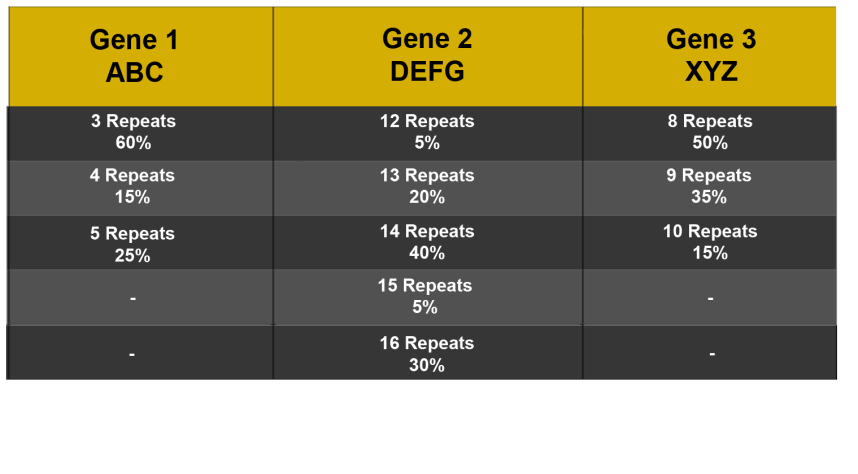 Gene 1
ABC
Gene 2
DEFG
Gene 3
XYZ
3 Repeats
60%
12 Repeats
5%
8 Repeats
50%
4 Repeats
15%
13 Repeats
20%
9 Repeats
35%
5 Repeats
25%
14 Repeats
40%
10 Repeats
15%
-
15 Repeats
5%
-
-
16 Repeats
30%
-